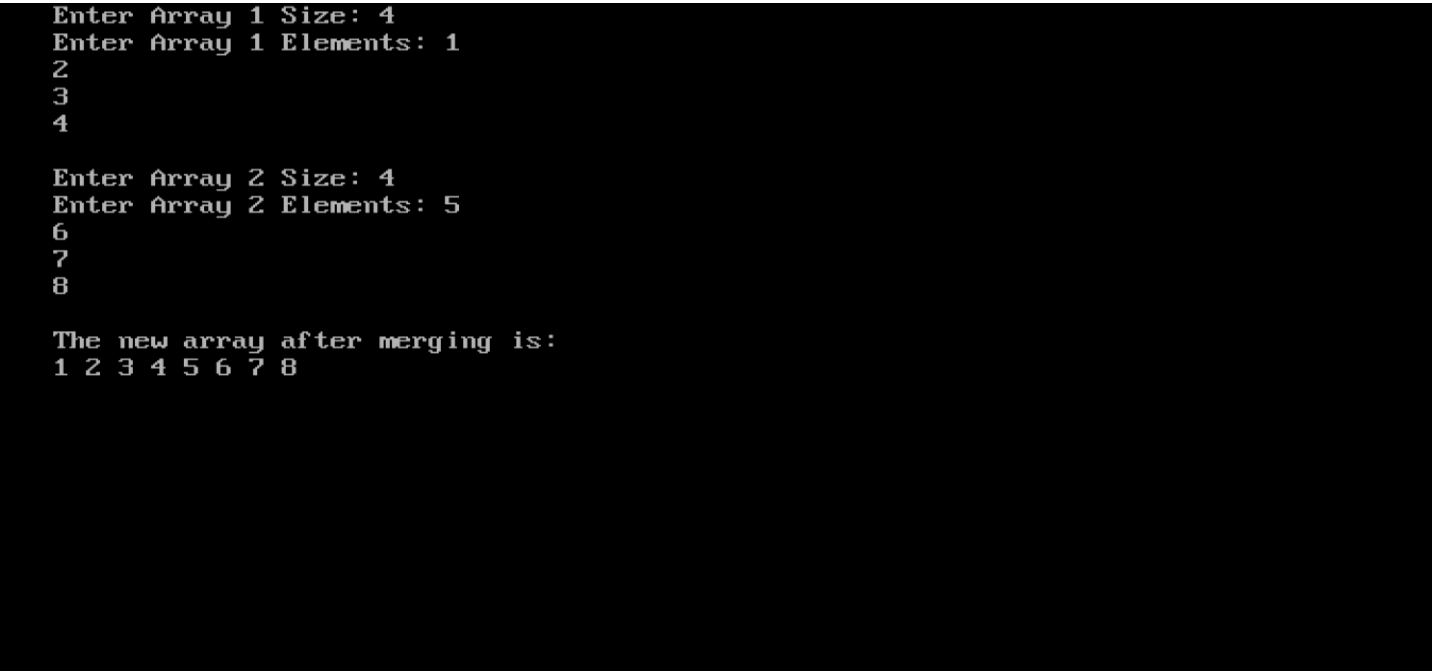 Enter Array 1 Size: 4
Enter Array 1 Elements: 1
2
3
4
Enter Array 2 Size: 4
Enter Array 2 Elements: 5
6
7
8
The new array after merging is:
1 2 3 4 5 6 7 8